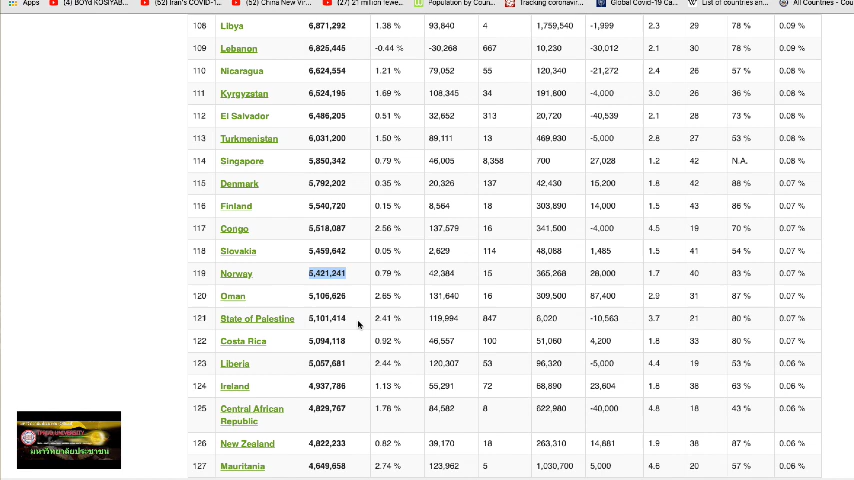 Apps (4) BOYd KOSIYAB... (52) Iran's COVID-1... (52) China New Vir... (27) 21 million fewe... Population by Coun... Tracking coronavir... Global Covid-19 Ca... List of countries an... All Countries - Cou
108 Libya 6,871,292 1.38 % 93,840 4 1,759,540 -1,999 2.3 29 78 % 0.09 %
109 Lebanon 6,825,445 -0.44 % -30,268 667 10,230 -30,012 2.1 30 78 % 0.09 %
110 Nicaragua 6,624,554 1.21 % 79,052 55 120,340 -21,272 2.4 26 57 % 0.08 %
111 Kyrgyzstan 6,524,195 1.69 % 108,345 34 191,800 -4,000 3.0 26 36 % 0.08 %
112 El Salvador 6,486,205 0.51 % 32,652 313 20,720 -40,539 2.1 28 73 % 0.08 %
113 Turkmenistan 6,031,200 1.50 % 89,111 13 469,930 -5,000 2.8 27 53 % 0.08 %
114 Singapore 5,850,342 0.79 % 46,005 8,358 700 27,028 1.2 42 N.A. 0.08 %
115 Denmark 5,792,202 0.35 % 20,326 137 42,430 15,200 1.8 42 88 % 0.07 %
116 Finland 5,540,720 0.15 % 8,564 18 303,890 14,000 1.5 43 86 % 0.07 %
117 Congo 5,518,087 2.56 % 137,579 16 341,500 -4,000 4.5 19 70 % 0.07 %
118 Slovakia 5,459,642 0.05 % 2,629 114 48,088 1,485 1.5 41 54 % 0.07 %
119 Norway 5,421,241 0.79 % 42,384 15 365,268 28,000 1.7 40 83 % 0.07 %
120 Oman 5,106,626 2.65 % 131,640 16 309,500 87,400 2.9 31 87 % 0.07 %
121 State of Palestine 5,101,414 2.41 % 119,994 847 6,020 -10,563 3.7 21 80 % 0.07 %
122 Costa Rica 5,094,118 0.92 % 46,557 100 51,060 4,200 1.8 33 80 % 0.07 %
123 Liberia 5,057,681 2.44 % 120,307 53 96,320 -5,000 4.4 19 53 % 0.06 %
124 Ireland 4,937,786 1.13 % 55,291 72 68,890 23,604 1.8 38 63 % 0.06 %
125 Central African 4,829,767 1.78 % 84,582 8 622,980 -40,000 4.8 18 43 % 0.06 %
Republic
126 New Zealand 4,822,233 0.82 % 39,170 18 263,310 14,881 1.9 38 87 % 0.06 %
127 Mauritania 4,649,658 2.74 % 123,962 5 1,030,700 5,000 4.6 20 57 % 0.06 %
มหาวิทยาลัยประชาชน